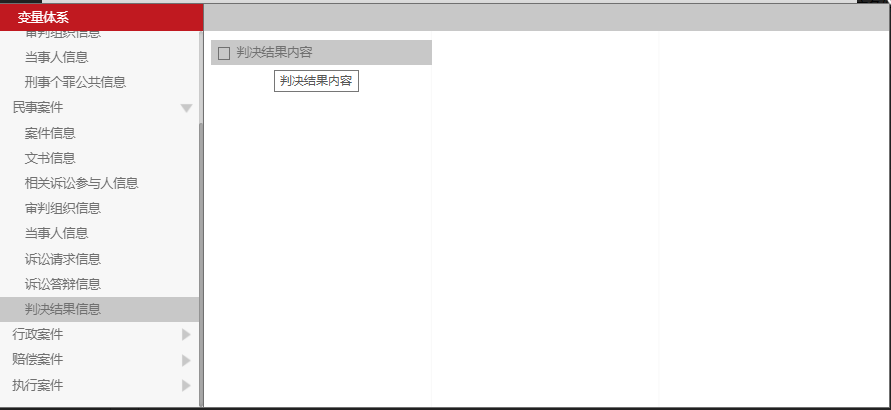 变量体系
审判组织信息
当事人信息
刑事个罪公共信息
民事案件
案件信息
文书信息
相关诉讼参与人信息
审判组织信息
当事人信息
诉讼请求信息
诉讼答辩信息
判决结果信息
行政案件
赔偿案件
执行案件
判决结果内容
判决结果内容